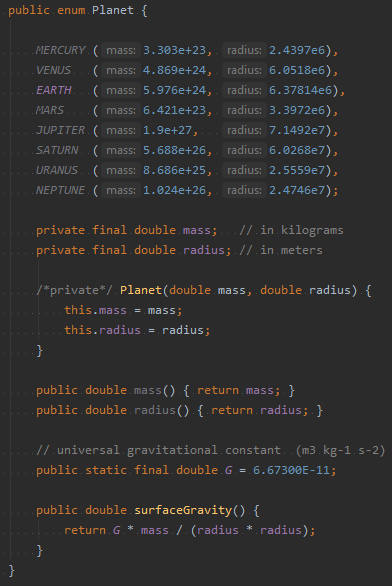 public enum Planet {
MERCURY ( mass: 3.303e+23, radius: 2.4397e6),
VENUS ( mass: 4.869e+24, radius: 6.0518e6),
EARTH ( mass: 5.976e+24, radius: 6.37814e6),
MARS ( mass: 6.421e+23, radius: 3.3972e6),
JUPITER ( mass: 1.9e+27, radius: 7.1492e7),
SATURN ( mass: 5.688e+26, radius: 6.0268e7),
URANUS ( mass: 8.686e+25, radius: 2.5559e7),
NEPTUNE ( mass: 1.024e+26, radius: 2.4746e7);
private final double mass; // in kilograms
private final double radius; // in meters
/*private*/ Planet(double mass, double radius) {
this.mass = mass;
this.radius = radius;
}
public double mass() { return mass; }
public double radius() { return radius; }
// universal gravitational constant (m3 kg-1 s-2)
public static final double G = 6.67300E-11;
public double surfaceGravity() {
return G * mass / (radius * radius);
}
}